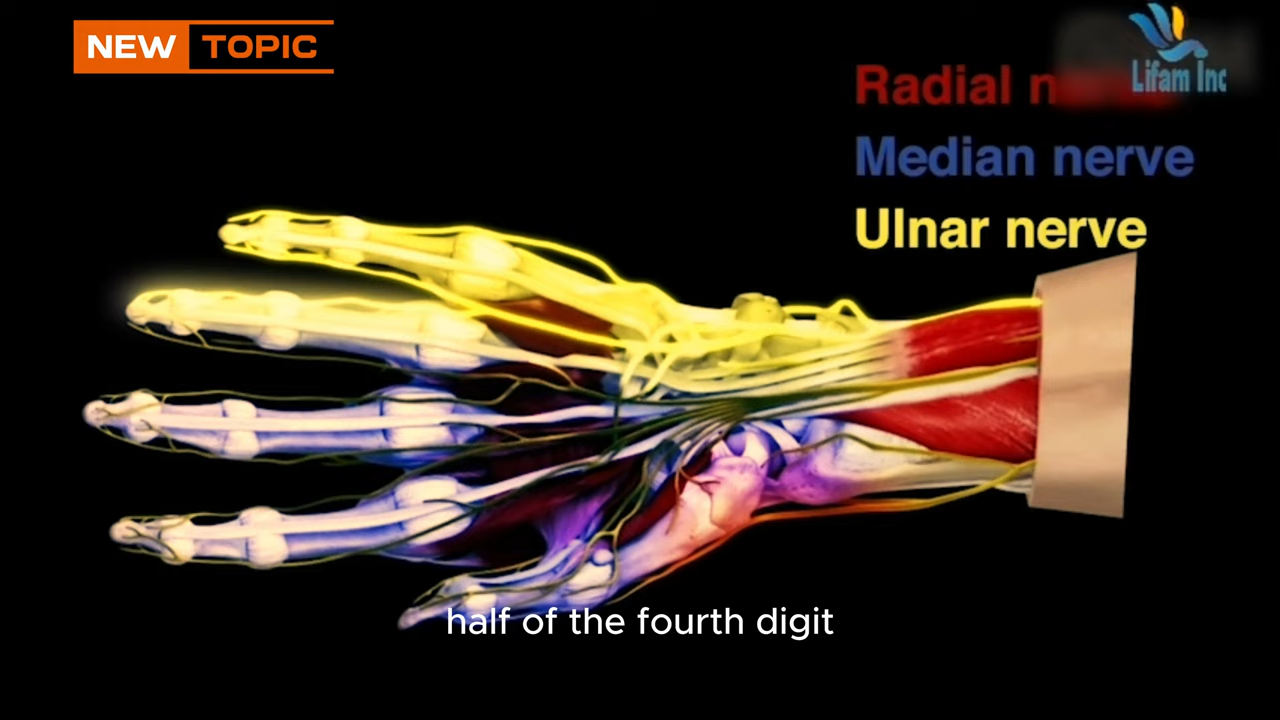 NEW TOPIC
Lifam Inc
Radial
Median nerve
Ulnar nerve
half of the fourth digit